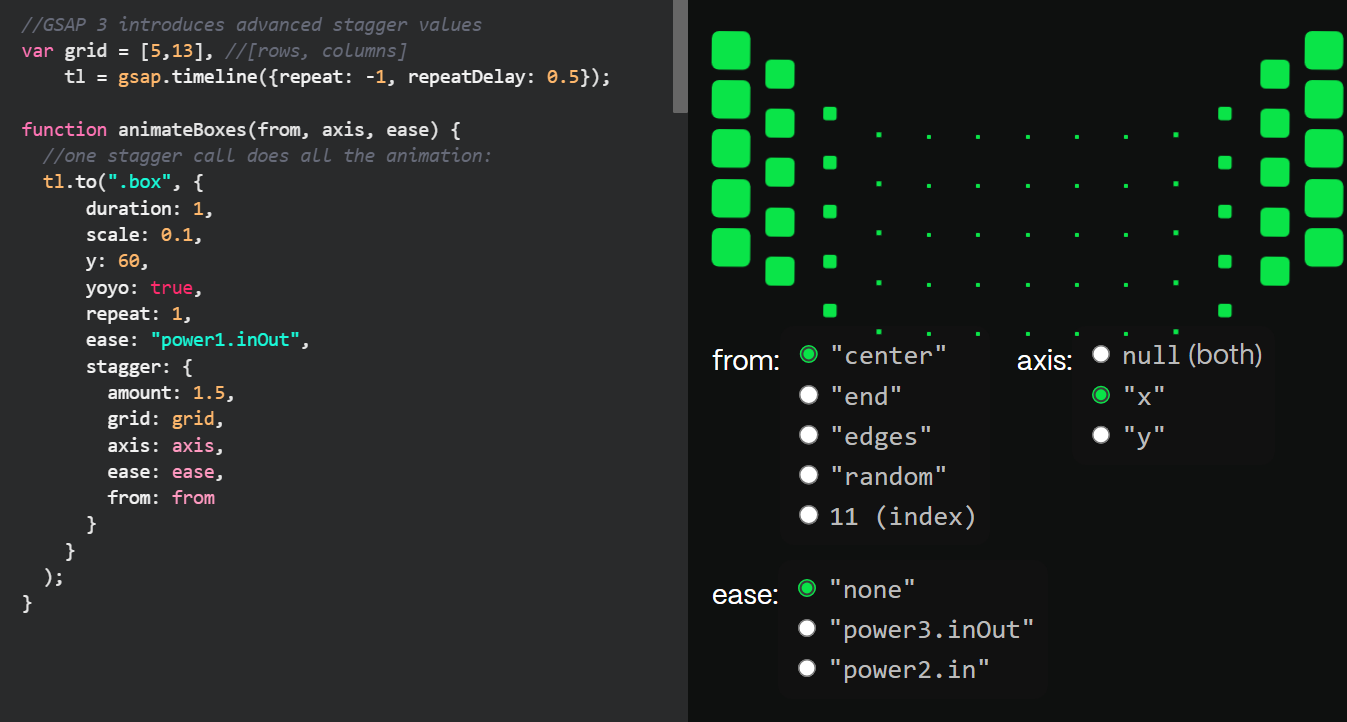 //GSAP 3 introduces advanced stagger values
var grid = [5,13], //[rows, columns]
    tl = gsap.timeline({repeat: -1, repeatDelay: 0.5});

function animateBoxes(from, axis, ease) {
  //one stagger call does all the animation:
  tl.to(".box", {
      duration: 1,
      scale: 0.1,
      y: 60,
      yoyo: true,
      repeat: 1,
      ease: "power1.inOut",
      stagger: {
        amount: 1.5,
        grid: grid,
        axis: axis,
        ease: ease,
        from: from
      }
    }
  );
}
from:
"center"
"end"
"edges"
"random"
11 (index)
axis:
null (both)
"x"
"y"
ease:
"none"
"power3.inOut"
"power2.in"